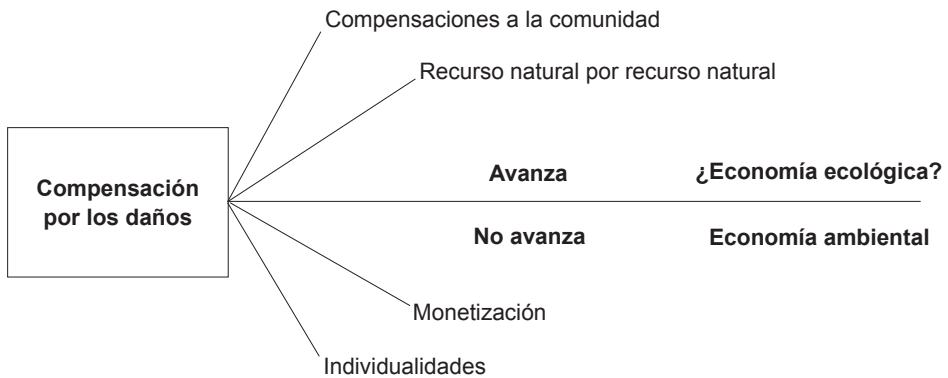 Compensaciones a la comunidad
Recurso natural por recurso natural
Compensación
por los daños
Avanza
¿Economía ecológica?
No avanza
Economía ambiental
Monetización
Individualidades